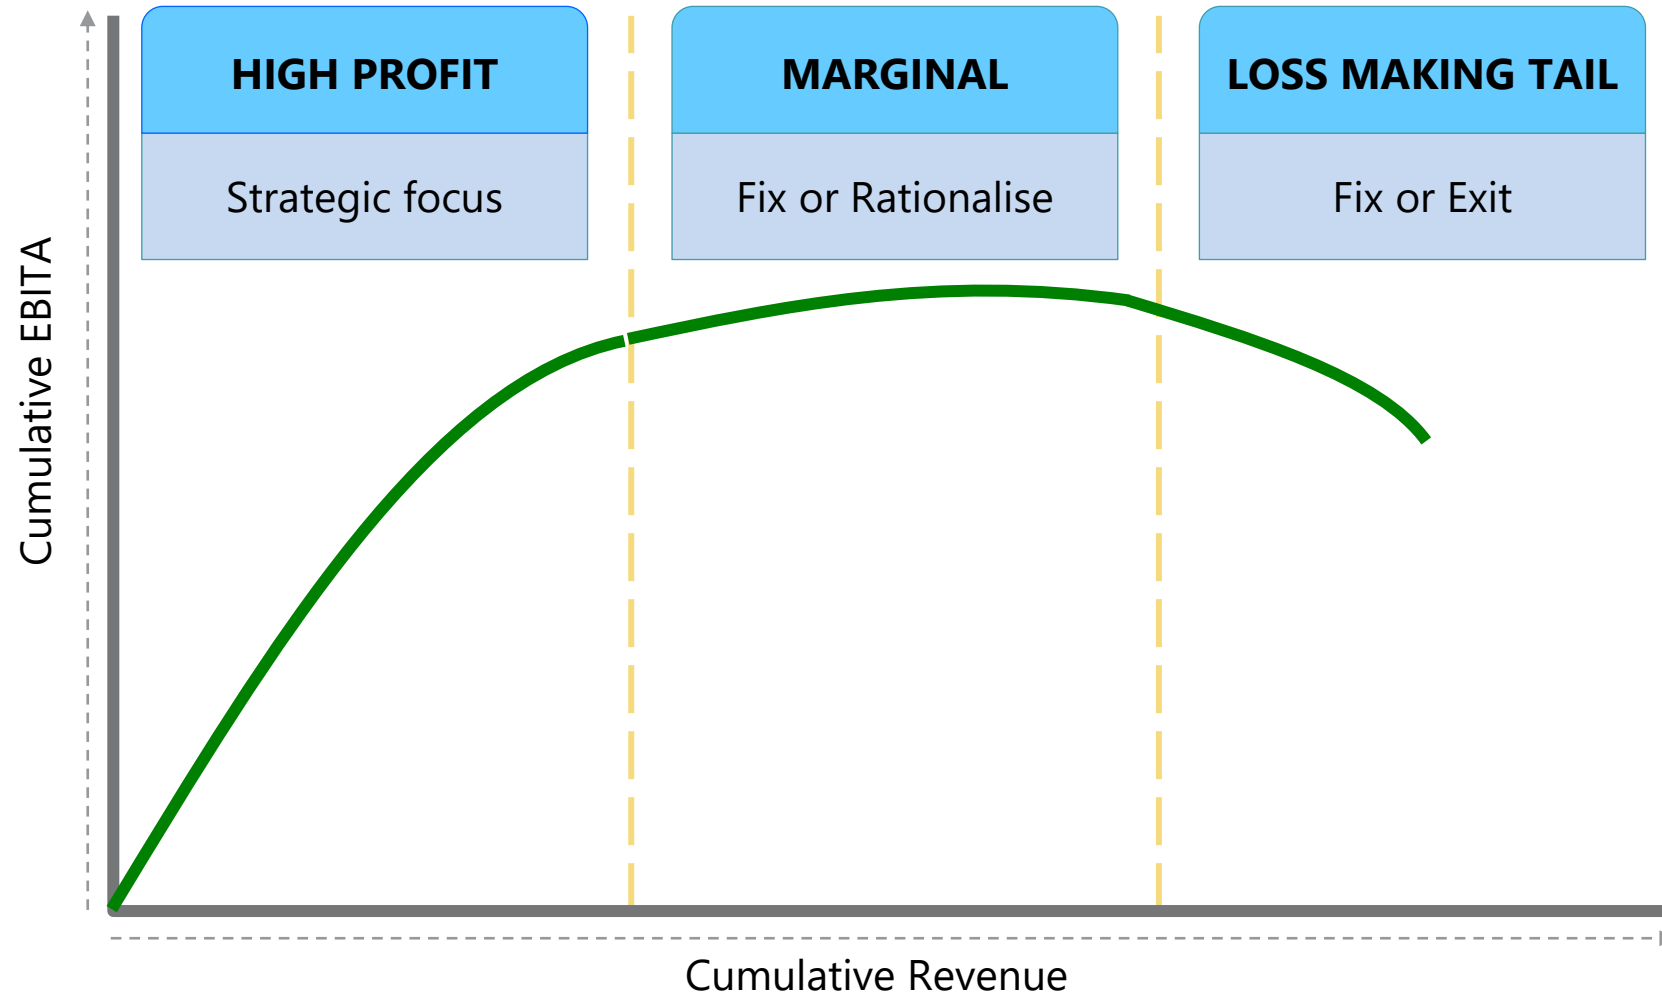 HIGH PROFIT
Strategic focus
MARGINAL
Fix or Rationalise
LOSS MAKING TAIL
Fix or Exit
Cumulative EBITA
Cumulative Revenue